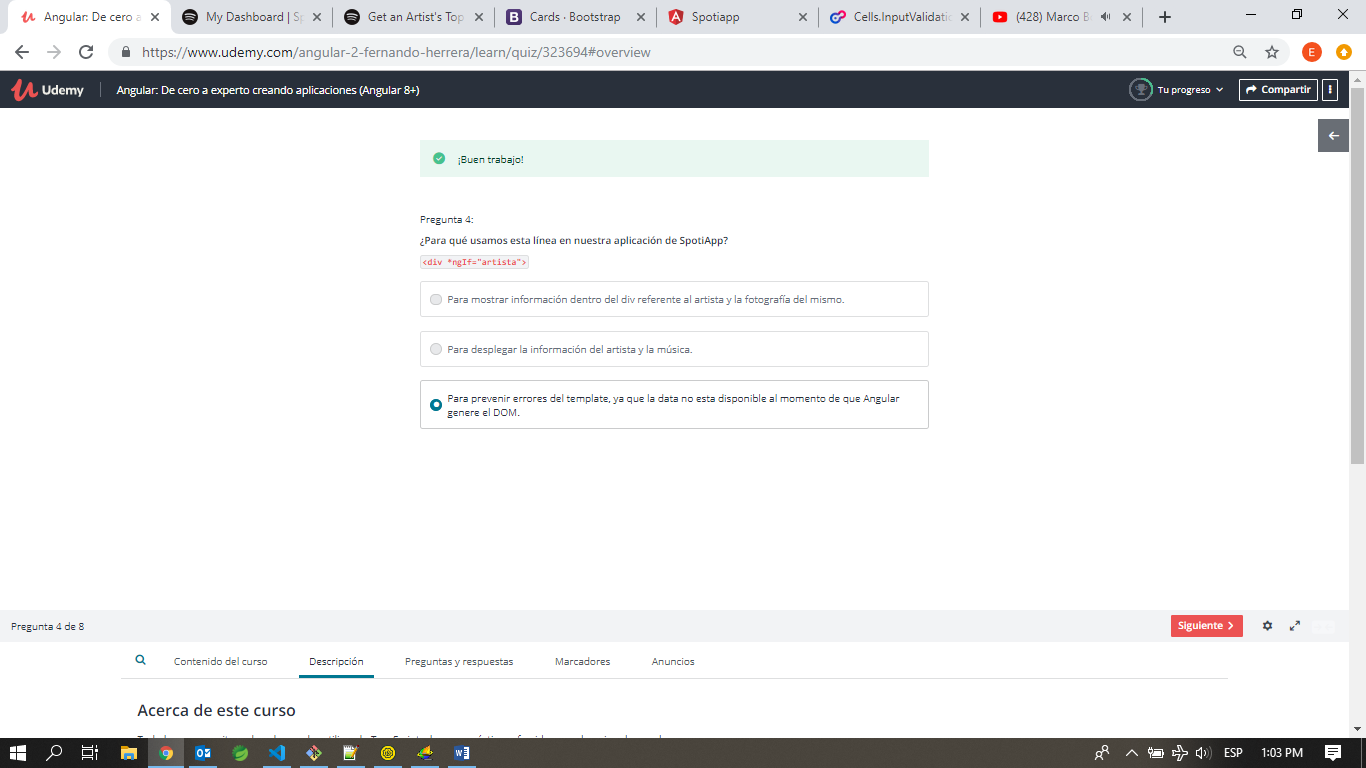 Angular: De cero a
My Dashboard | Sp
Get an Artist's Top
Cards · Bootstrap
Spotiapp
Cells.InputValidatio
(428) Marco B
https://www.udemy.com/angular-2-fernando-herrera/learn/quiz/323694#overview
E
Udemy
Angular: De cero a experto creando aplicaciones (Angular 8+)
Tu progreso
Compartir
¡Buen trabajo!
Pregunta 4:
¿Para qué usamos esta línea en nuestra aplicación de SpotiApp?
<div *ngIf="artista">
Para mostrar información dentro del div referente al artista y la fotografía del mismo.
Para desplegar la información del artista y la música.
Para prevenir errores del template, ya que la data no esta disponible al momento de que Angular
genere el DOM.
Pregunta 4 de 8
Siguiente
Contenido del curso
Descripción
Preguntas y respuestas
Marcadores
Anuncios
Acerca de este curso
ESP
1:03 PM